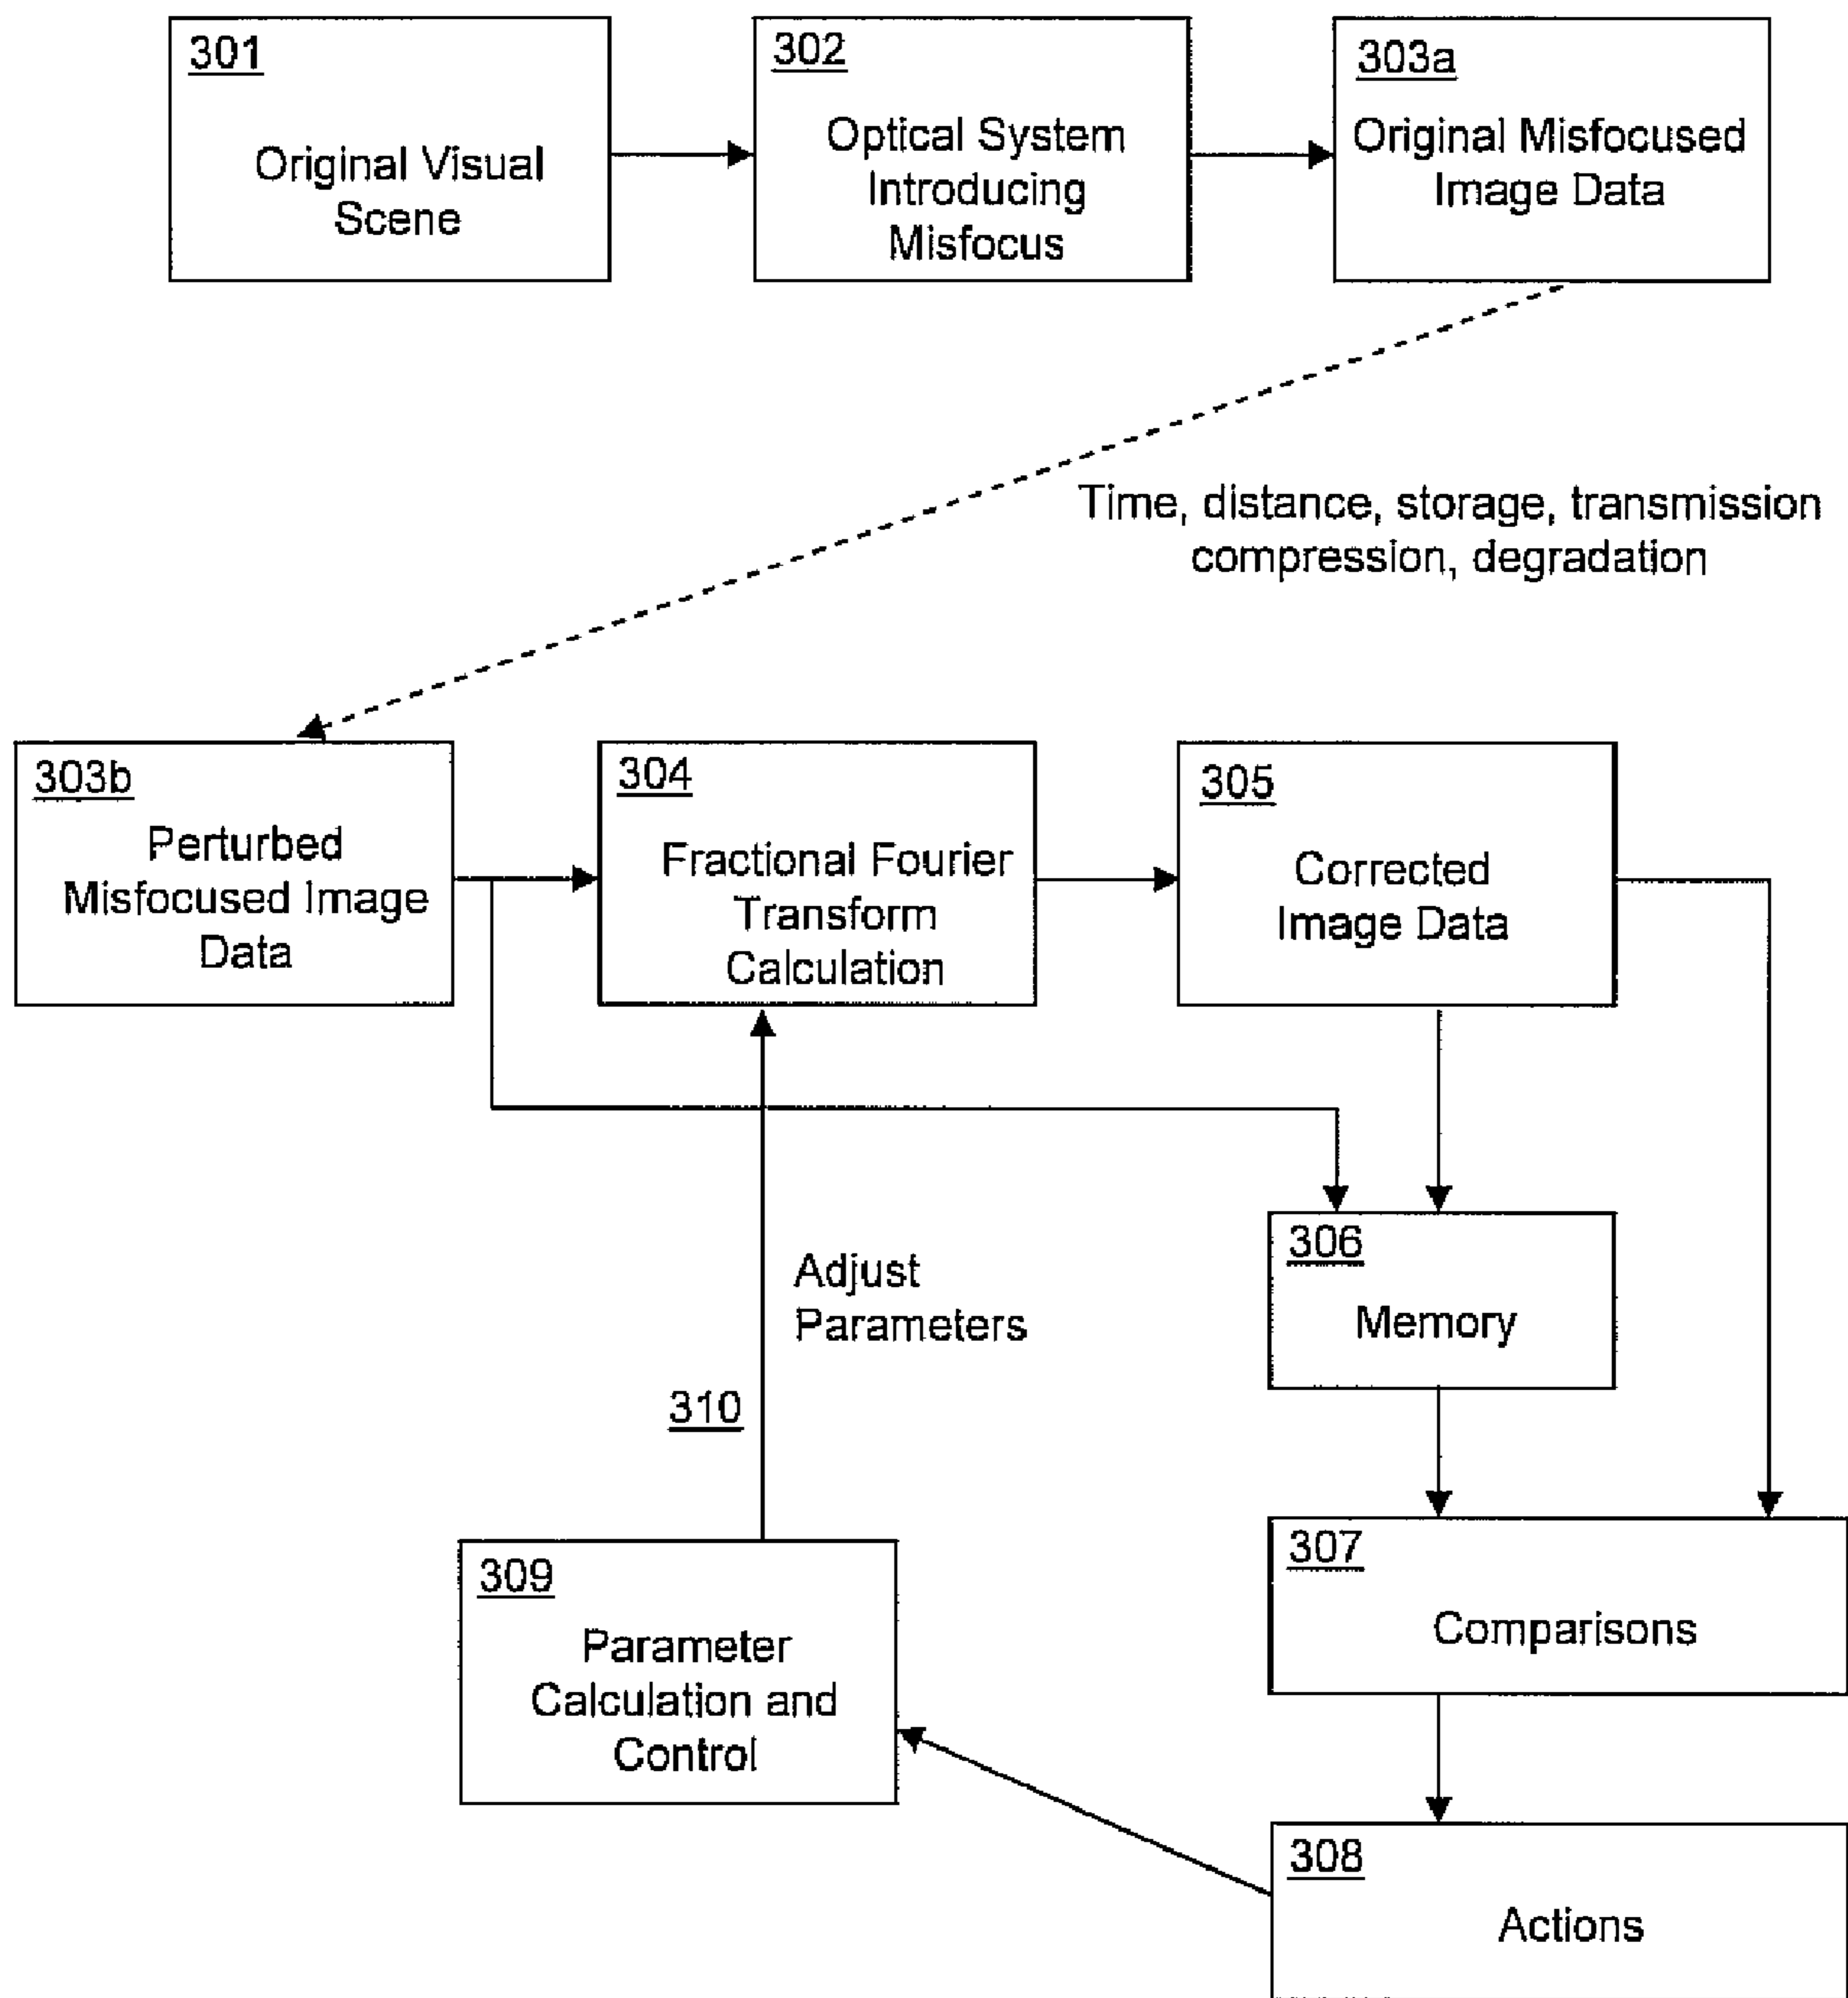 301
Original Visual
Scene
302
Optical System
Introducing
Misfocus
303a
Original Misfocused
Image Data
Time, distance, storage, transmission
compression, degradation
303b
Perturbed
Misfocused Image
Data
304
Fractional Fourier
Transform
Calculation
305
Corrected
Image Data
306
Memory
Adjust
Parameters
310
307
Comparisons
309
Parameter
Calculation and
Control
308
Actions